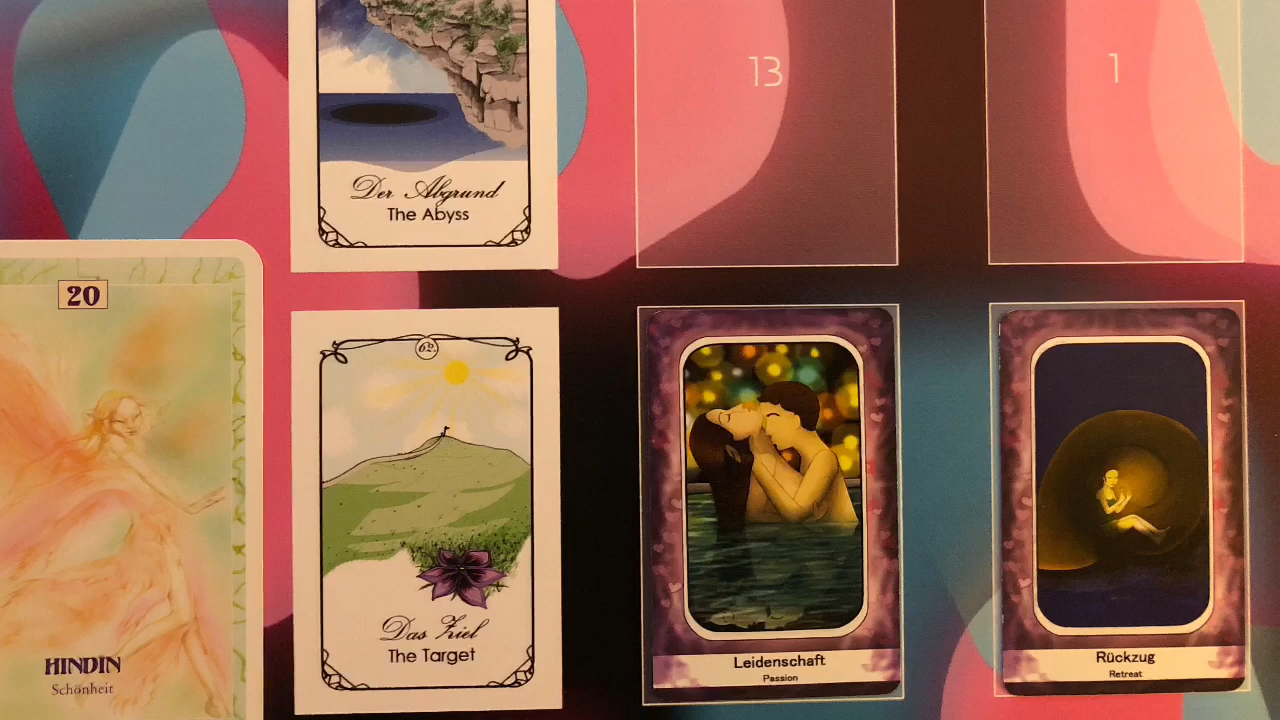 13
1
Der Abgrund
The Abyss
20
HINDIN
Schönheit
62.
Das Ziel
The Target
Leidenschaft
Passion
Rückzug
Retreat